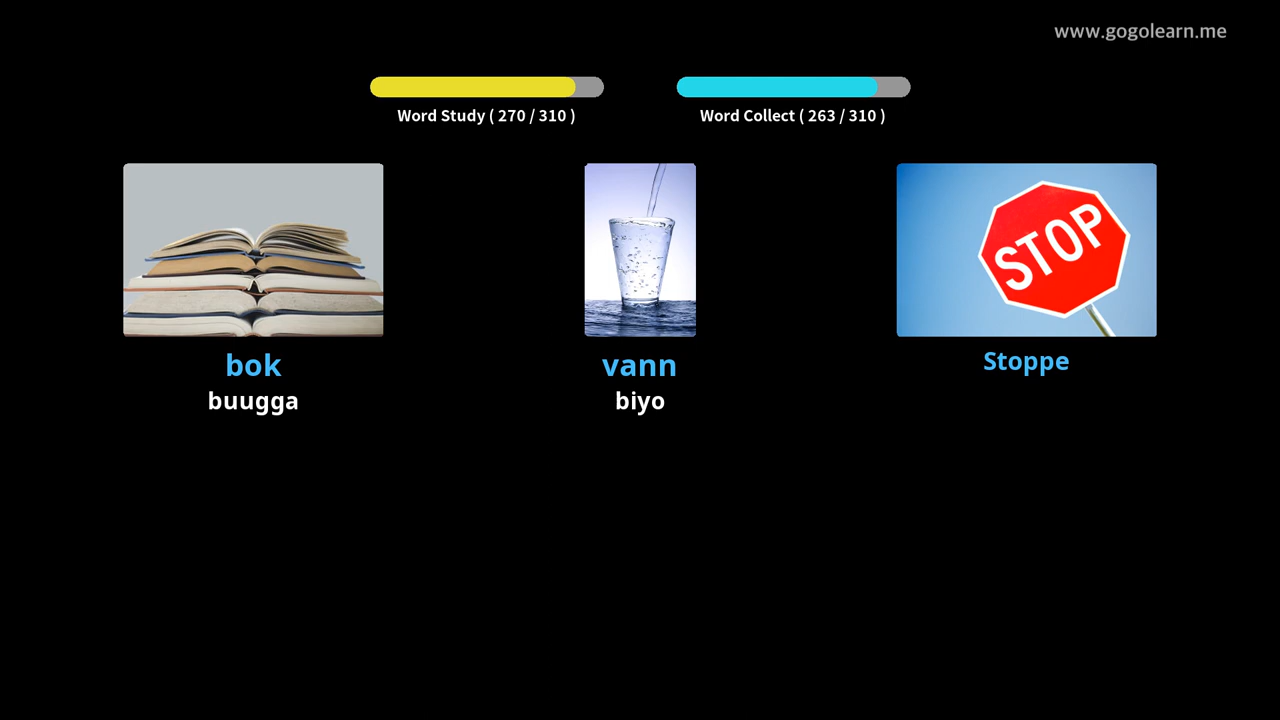 www.gogolearn.me
Word Study ( 270 / 310 )
Word Collect ( 263 / 310 )
STOP
bok
vann
Stoppe
buugga
biyo